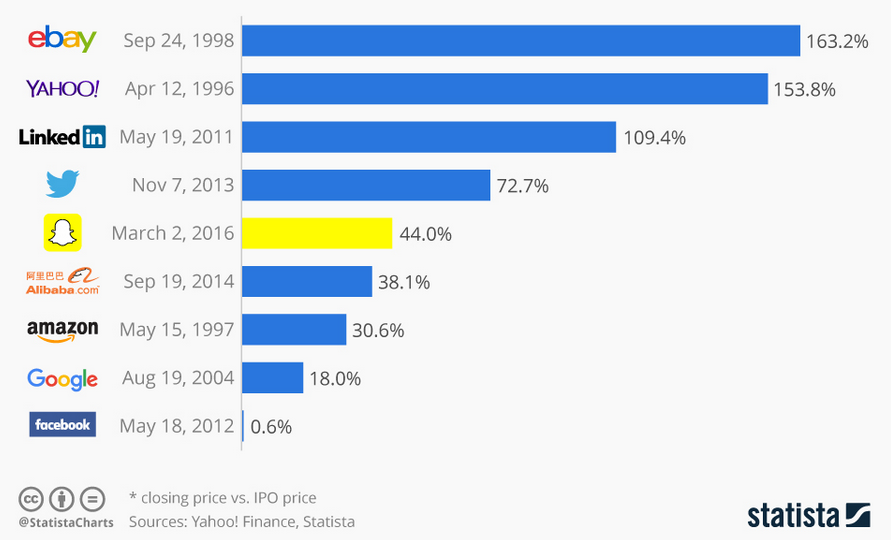 ebay Sep 24, 1998 163.2%
YAHOO! Apr 12, 1996 153.8%
Linked in May 19, 2011 109.4%
Nov 7, 2013 72.7%
March 2, 2016 44.0%
阿里巴巴
Alibaba.com Sep 19, 2014 38.1%
amazon May 15, 1997 30.6%
Google Aug 19, 2004 18.0%
facebook May 18, 2012 0.6%
cc = * closing price vs. IPO price
@StatistaCharts Sources: Yahoo! Finance, Statista
statista